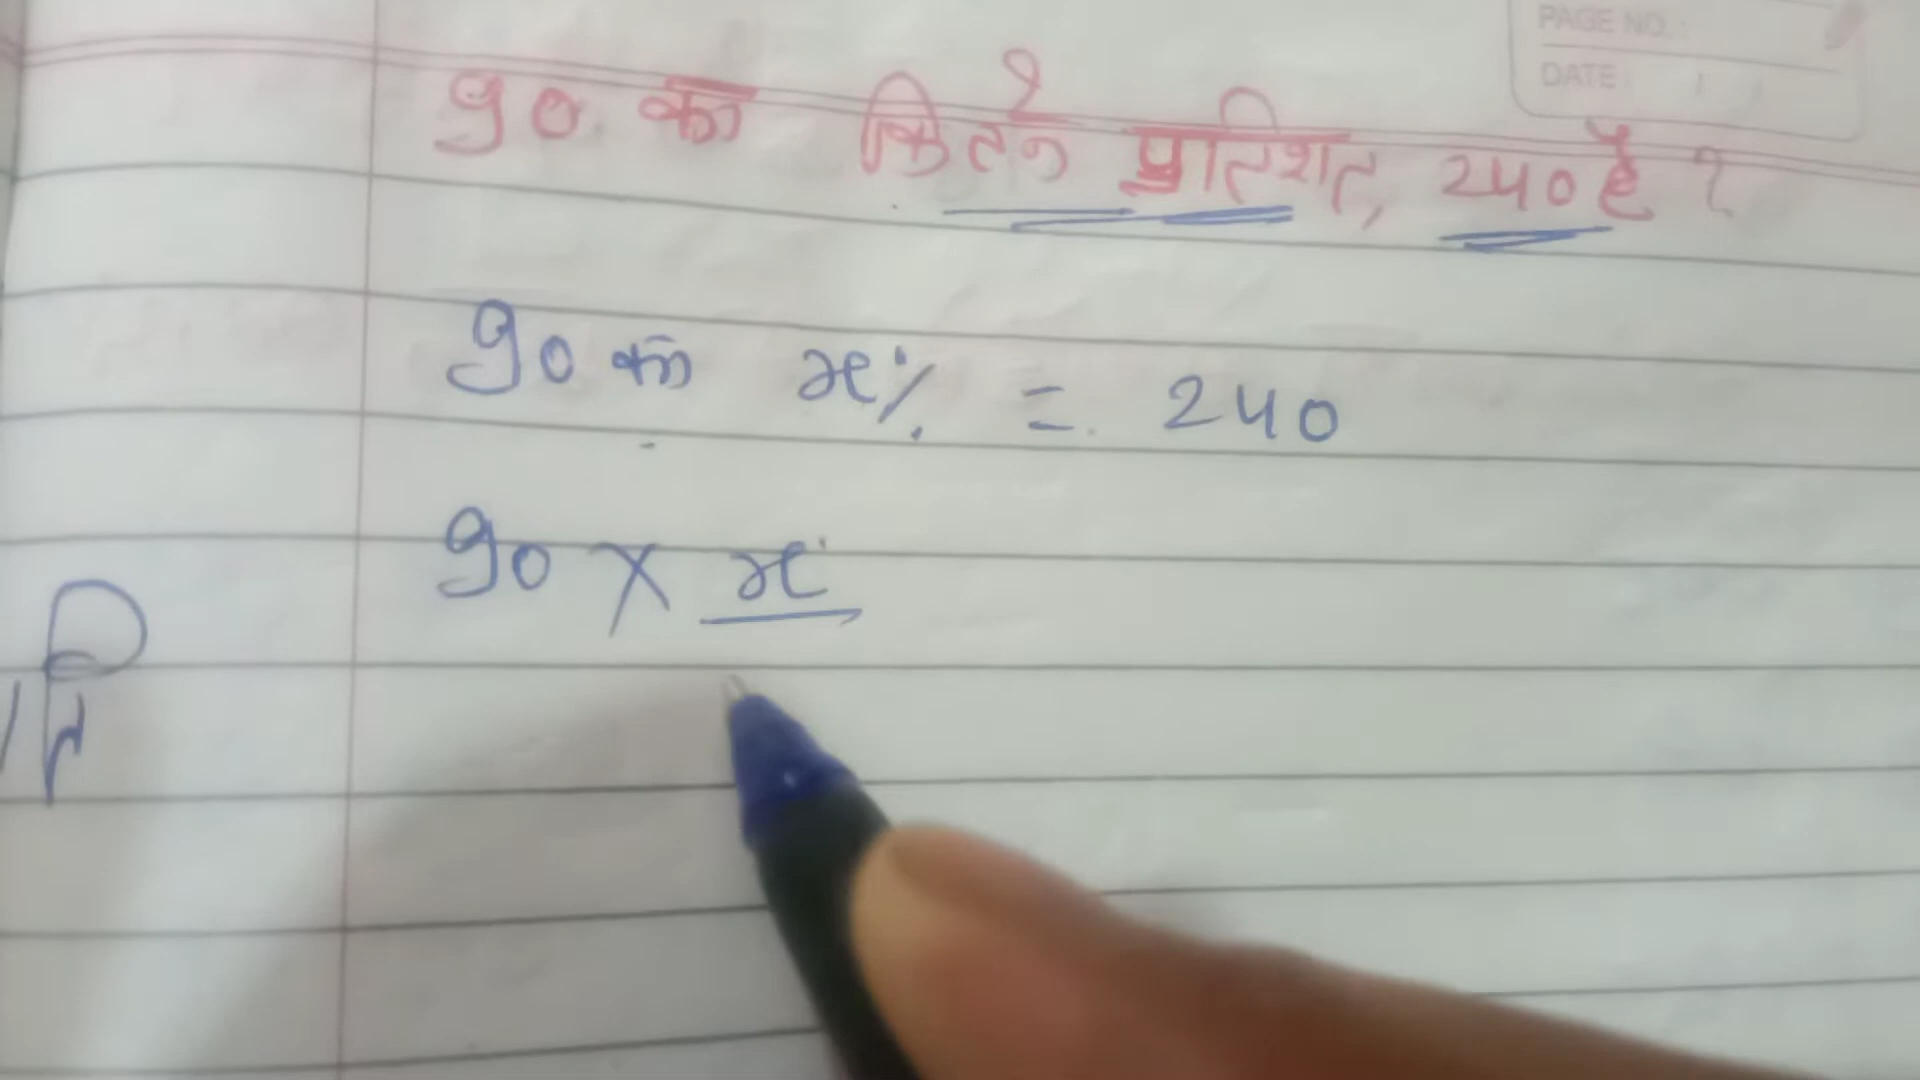 PAGE NO.:
DATE: / /
90 का कितने प्रतिशत, 240 है ?
90 का x% = 240
90 × x